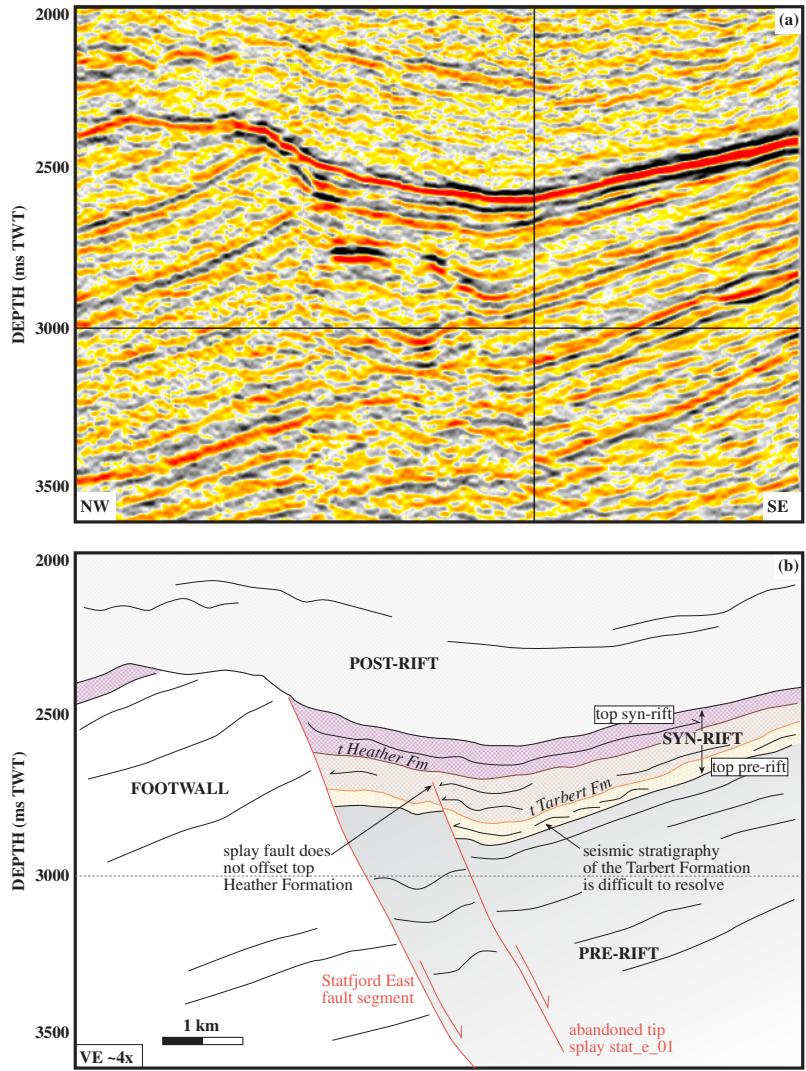 (a)
2000
2500
3000
3500
DEPTH (ms TWT)
NW
SE
(b)
2000
2500
3000
3500
DEPTH (ms TWT)
POST-RIFT
top syn-rift
SYN-RIFT
t Heather Fm
top pre-rift
FOOTWALL
t Tarbert Fm
splay fault does
not offset top
Heather Formation
seismic stratigraphy
of the Tarbert Formation
is difficult to resolve
PRE-RIFT
Statfjord East
fault segment
1 km
abandoned tip
splay stat_e_01
VE ~4x